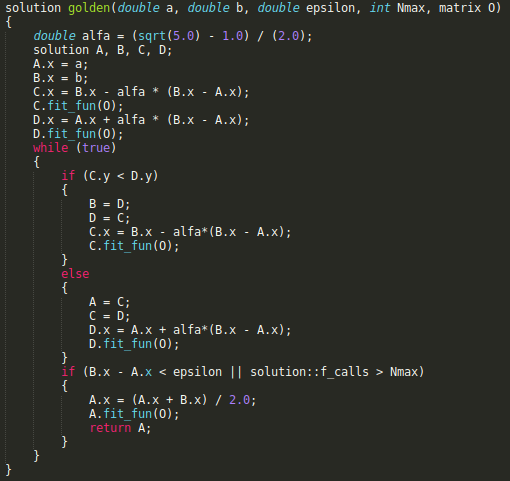 solution golden(double a, double b, double epsilon, int Nmax, matrix O)
{
    double alfa = (sqrt(5.0) - 1.0) / (2.0);
    solution A, B, C, D;
    A.x = a;
    B.x = b;
    C.x = B.x - alfa * (B.x - A.x);
    C.fit_fun(O);
    D.x = A.x + alfa * (B.x - A.x);
    D.fit_fun(O);
    while (true)
    {
        if (C.y < D.y)
        {
            B = D;
            D = C;
            C.x = B.x - alfa*(B.x - A.x);
            C.fit_fun(O);
        }
        else
        {
            A = C;
            C = D;
            D.x = A.x + alfa*(B.x - A.x);
            D.fit_fun(O);
        }
        if (B.x - A.x < epsilon || solution::f_calls > Nmax)
        {
            A.x = (A.x + B.x) / 2.0;
            A.fit_fun(O);
            return A;
        }
    }
}